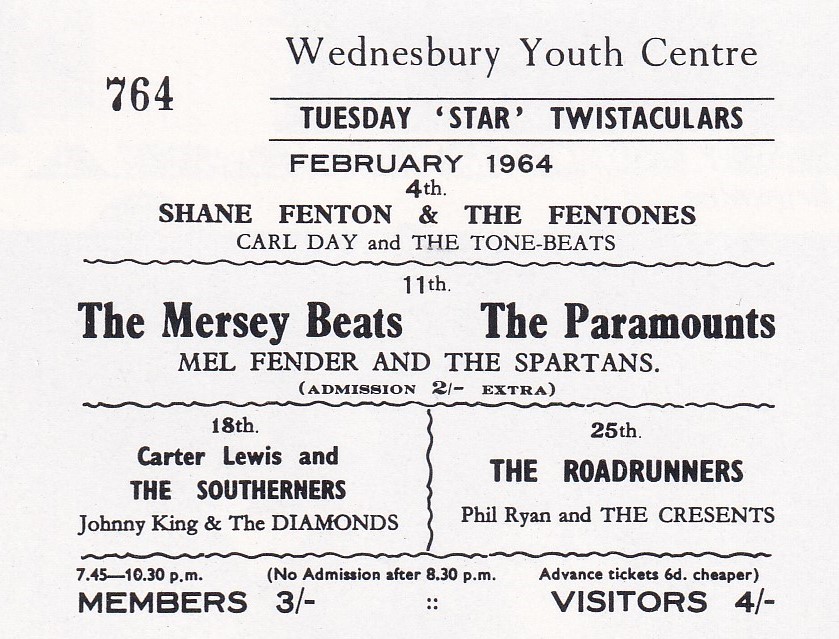 Wednesbury Youth Centre
764
TUESDAY 'STAR' TWISTACULARS
FEBRUARY 1964
4th.
SHANE FENTON & THE FENTONES
CARL DAY and THE TONE-BEATS
11th.
The Mersey Beats The Paramounts
MEL FENDER AND THE SPARTANS.
(ADMISSION 2/- EXTRA)
18th.
Carter Lewis and
THE SOUTHERNERS
Johnny King & The DIAMONDS
25th.
THE ROADRUNNERS
Phil Ryan and THE CRESENTS
7.45—10.30 p.m. (No Admission after 8.30 p.m. Advance tickets 6d. cheaper)
MEMBERS 3/- :: VISITORS 4/-